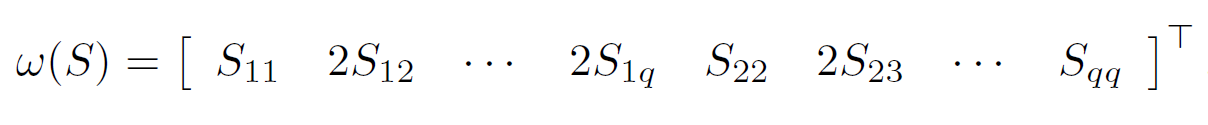 ω(S) = [ S₁₁ 2S₁₂ ⋯ 2S₁q S₂₂ 2S₂₃ ⋯ Sqq ]⊤